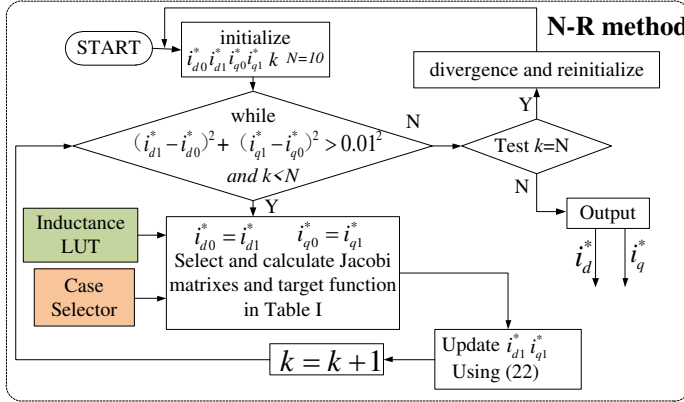 N-R method
START
initialize
i*d0 i*d1 i*q0 i*q1 k N=10
divergence and reinitialize
while
(i*d1 − i*d0)² + (i*q1 − i*q0)² > 0.01²
and k<N
N
Y
Test k=N
N
Y
Output
i*d i*q
Inductance
LUT
Case
Selector
i*d0 = i*d1 i*q0 = i*q1
Select and calculate Jacobi
matrixes and target function
in Table I
Update i*d1 i*q1
Using (22)
k = k+1